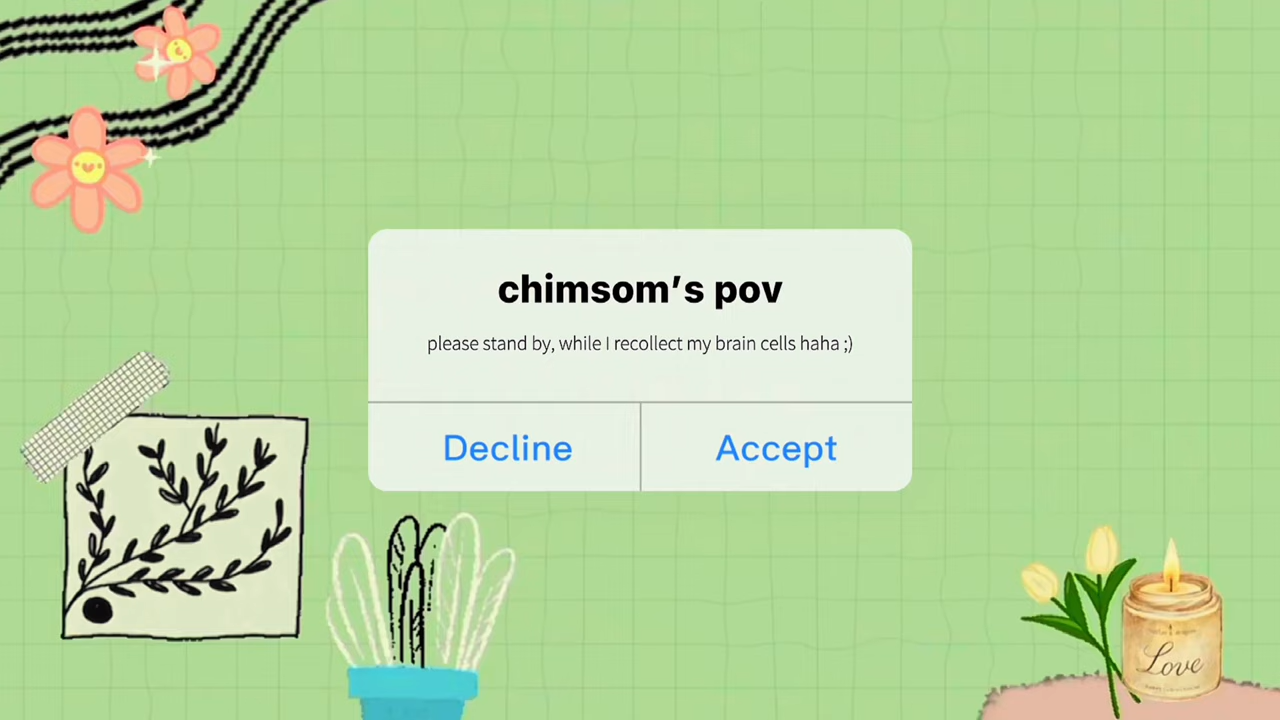 chimsom's pov
please stand by, while I recollect my brain cells haha ;)
Decline
Accept
Love